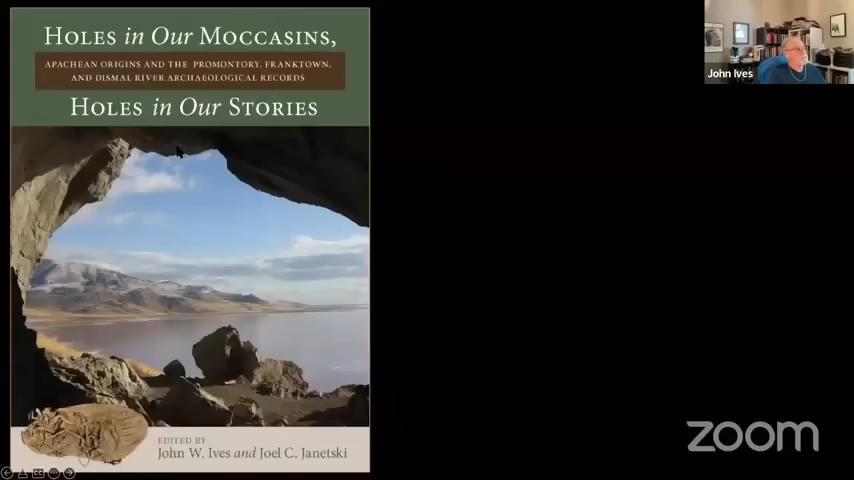 HOLES in Our MOCCASINS,
APACHEAN ORIGINS AND THE PROMONTORY, FRANKTOWN,
AND DISMAL RIVER ARCHAEOLOGICAL RECORDS
HOLES in Our STORIES
EDITED BY
John W. Ives and Joel C. Janetski
John Ives
zoom